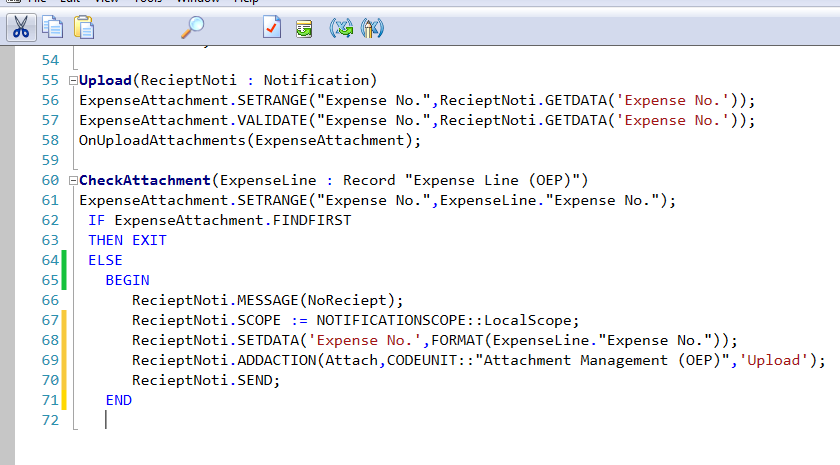 54
55 Upload(RecieptNoti : Notification)
56 ExpenseAttachment.SETRANGE("Expense No.",RecieptNoti.GETDATA('Expense No.'));
57 ExpenseAttachment.VALIDATE("Expense No.",RecieptNoti.GETDATA('Expense No.'));
58 OnUploadAttachments(ExpenseAttachment);
59
60 CheckAttachment(ExpenseLine : Record "Expense Line (OEP)")
61 ExpenseAttachment.SETRANGE("Expense No.",ExpenseLine."Expense No.");
62 IF ExpenseAttachment.FINDFIRST
63 THEN EXIT
64 ELSE
65 BEGIN
66 RecieptNoti.MESSAGE(NoReciept);
67 RecieptNoti.SCOPE := NOTIFICATIONSCOPE::LocalScope;
68 RecieptNoti.SETDATA('Expense No.',FORMAT(ExpenseLine."Expense No."));
69 RecieptNoti.ADDACTION(Attach,CODEUNIT::"Attachment Management (OEP)",'Upload');
70 RecieptNoti.SEND;
71 END
72